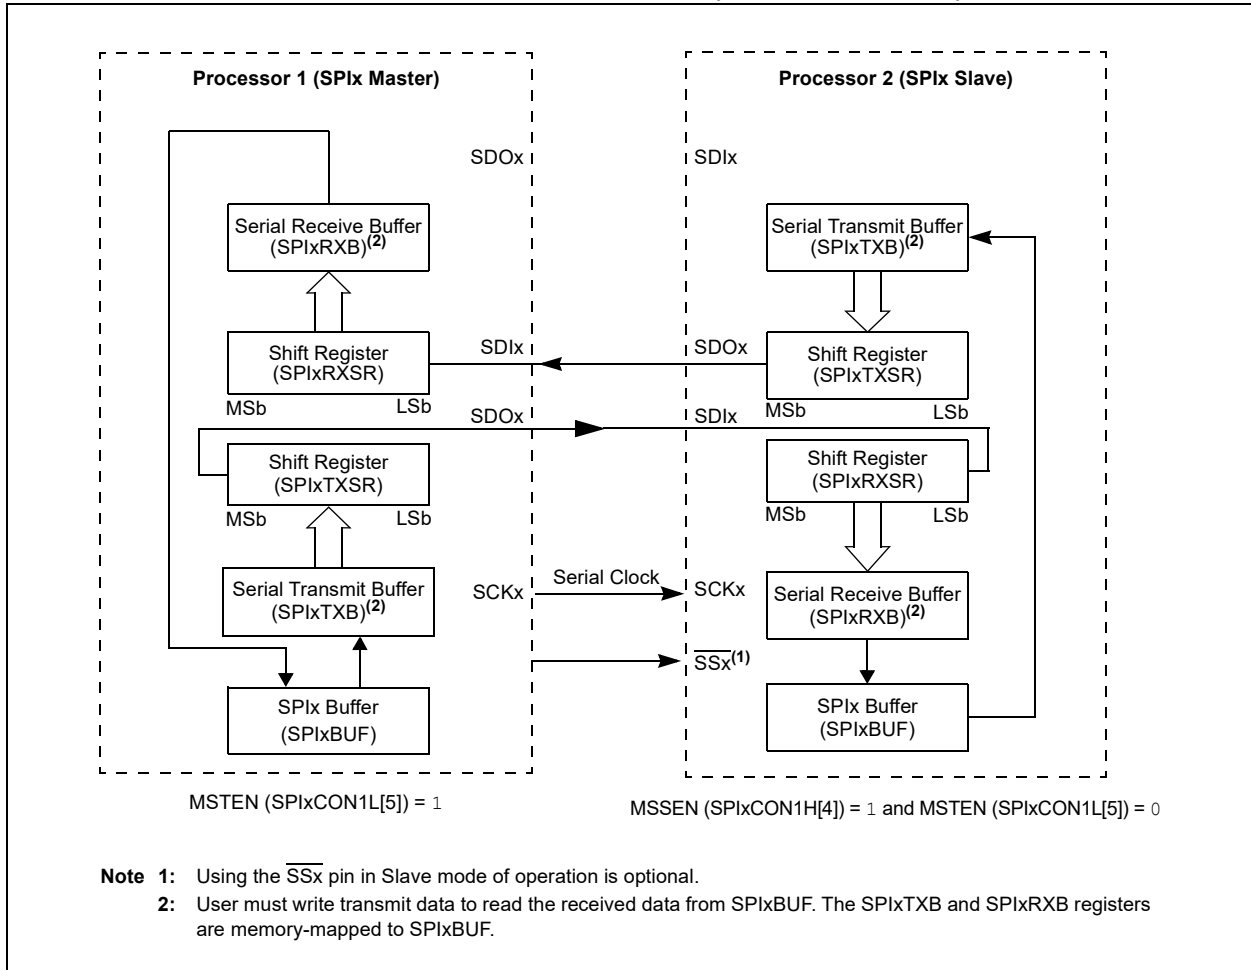 Processor 1 (SPIx Master)
Processor 2 (SPIx Slave)
SDOx
SDIx
Serial Receive Buffer
(SPIxRXB)(2)
Serial Transmit Buffer
(SPIxTXB)(2)
Shift Register
(SPIxRXSR)
SDIx
SDOx
Shift Register
(SPIxTXSR)
MSb
LSb
MSb
LSb
SDOx
SDIx
Shift Register
(SPIxTXSR)
Shift Register
(SPIxRXSR)
MSb
LSb
MSb
LSb
Serial Transmit Buffer
(SPIxTXB)(2)
SCKx
Serial Clock
SCKx
Serial Receive Buffer
(SPIxRXB)(2)
SSx(1)
SPIx Buffer
(SPIxBUF)
SPIx Buffer
(SPIxBUF)
MSTEN (SPIxCON1L[5]) = 1
MSSEN (SPIxCON1H[4]) = 1 and MSTEN (SPIxCON1L[5]) = 0
Note 1: Using the SSx pin in Slave mode of operation is optional.
2: User must write transmit data to read the received data from SPIxBUF. The SPIxTXB and SPIxRXB registers
are memory-mapped to SPIxBUF.